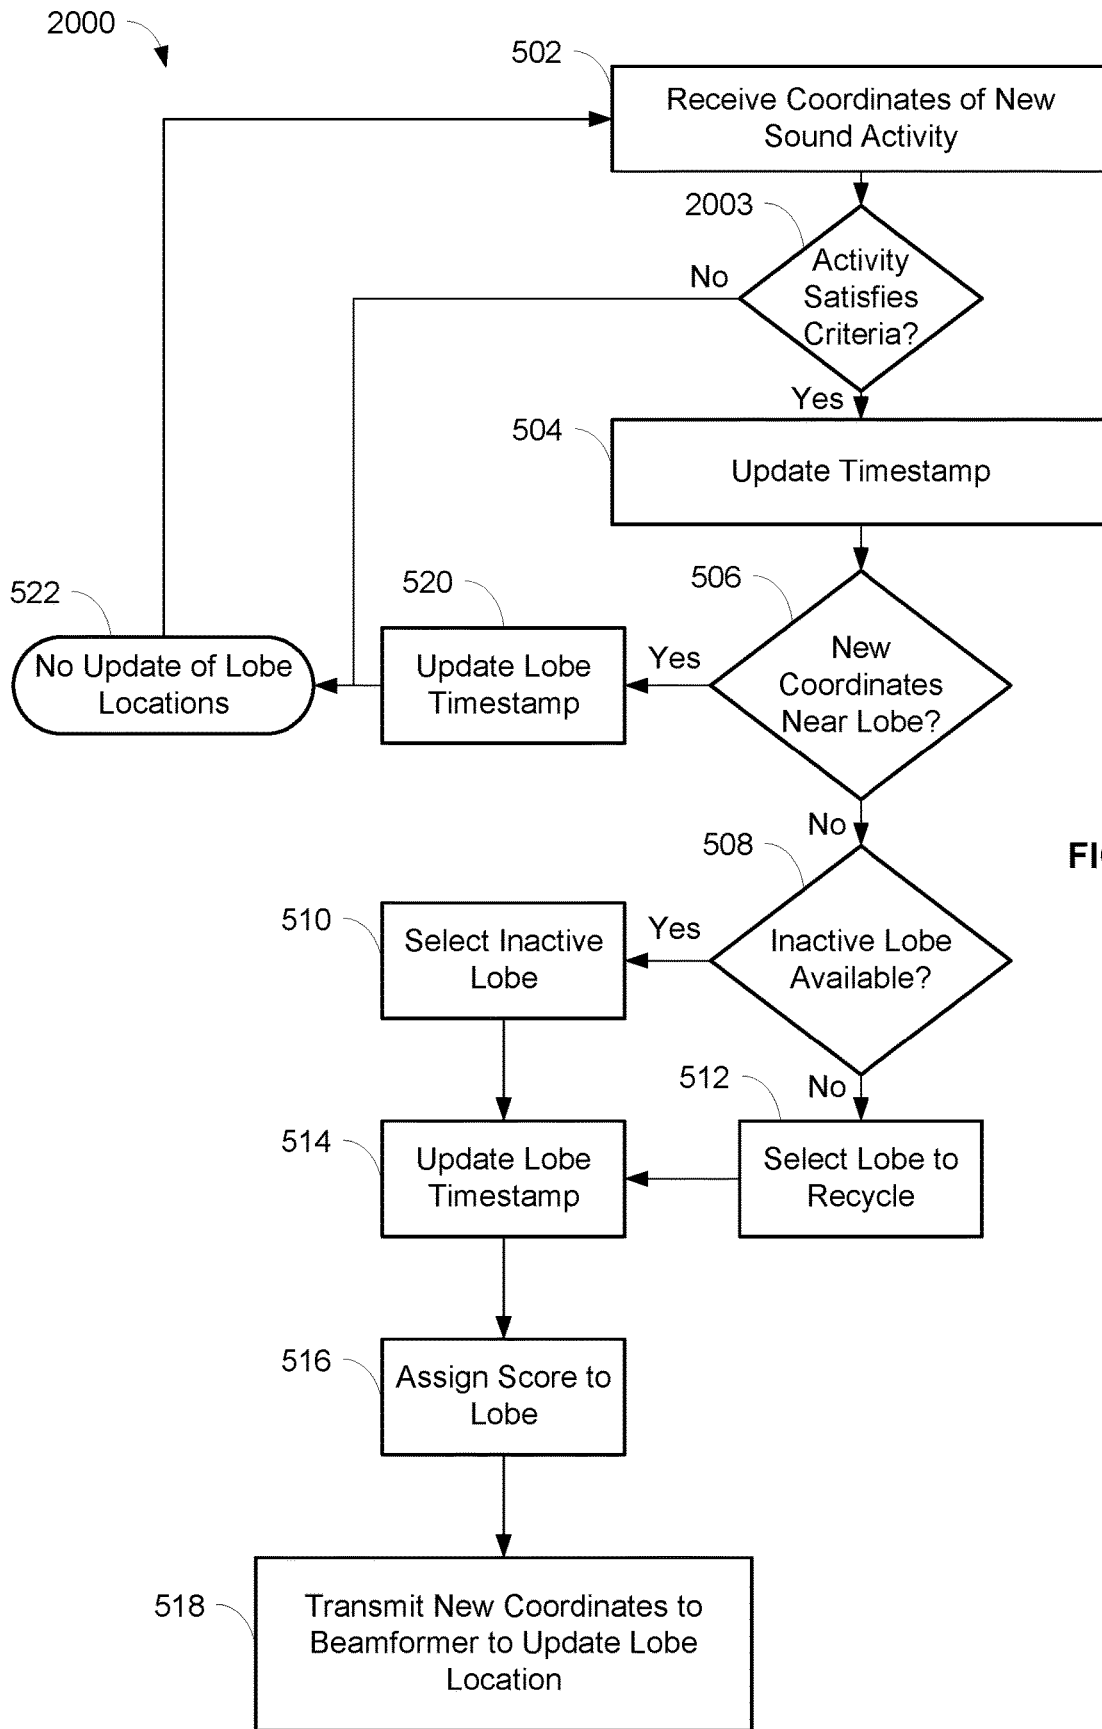 2000
502
Receive Coordinates of New
Sound Activity
2003
Activity
Satisfies
Criteria?
No
Yes
504
Update Timestamp
506
New
Coordinates
Near Lobe?
Yes
520
Update Lobe
Timestamp
522
No Update of Lobe
Locations
No
508
Inactive Lobe
Available?
FI
Yes
510
Select Inactive
Lobe
No
512
Select Lobe to
Recycle
514
Update Lobe
Timestamp
516
Assign Score to
Lobe
518
Transmit New Coordinates to
Beamformer to Update Lobe
Location